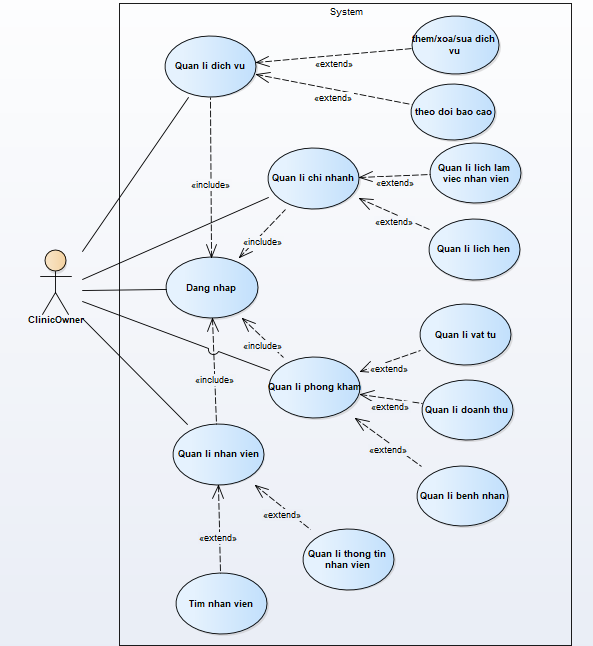 System
them/xoa/sua dich
vu
Quan li dich vu
«extend»
«extend»
theo doi bao cao
Quan li lich lam
viec nhan vien
Quan li chi nhanh
«extend»
«include»
«extend»
«include»
Quan li lich hen
Dang nhap
ClinicOwner
Quan li vat tu
«include»
«extend»
«include»
Quan li phong kham
«extend»
Quan li doanh thu
«extend»
Quan li nhan vien
Quan li benh nhan
«extend»
«extend»
Quan li thong tin
nhan vien
Tim nhan vien